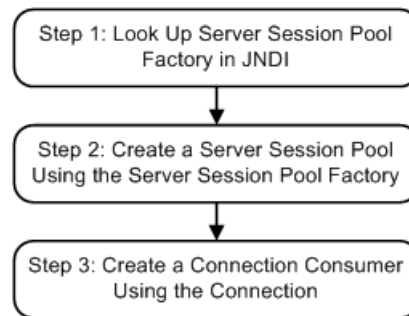 Step 1: Look Up Server Session Pool
Factory in JNDI
Step 2: Create a Server Session Pool
Using the Server Session Pool Factory
Step 3: Create a Connection Consumer
Using the Connection